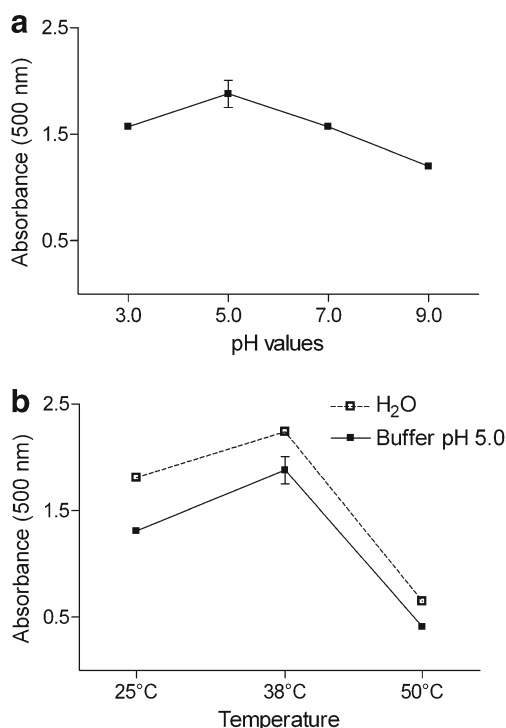 a
2.5
Absorbance (500 nm)
1.5
0.5
3.0 5.0 7.0 9.0
pH values
b
2.5
H₂O
Buffer pH 5.0
Absorbance (500 nm)
1.5
0.5
25°C 38°C 50°C
Temperature